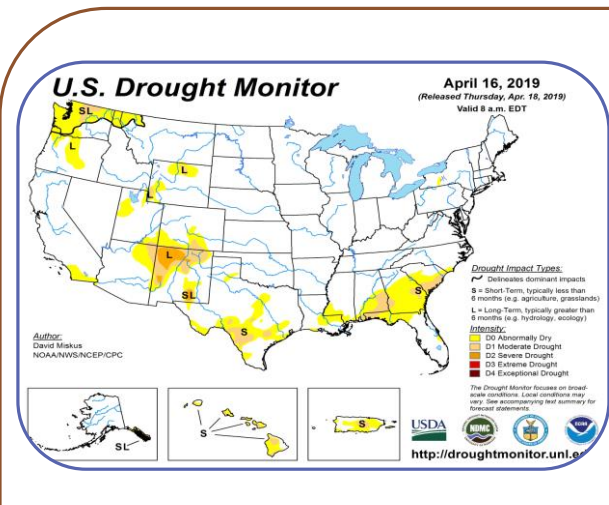 U.S. Drought Monitor
April 16, 2019
(Released Thursday, Apr. 18, 2019)
Valid 8 a.m. EDT
SL
L
L
L
L
SL
S
S
Drought Impact Types:
Delineates dominant impacts
S = Short-Term, typically less than
6 months (e.g. agriculture, grasslands)
L = Long-Term, typically greater than
6 months (e.g. hydrology, ecology)
Intensity:
D0 Abnormally Dry
D1 Moderate Drought
D2 Severe Drought
D3 Extreme Drought
D4 Exceptional Drought
Author:
David Miskus
NOAA/NWS/NCEP/CPC
The Drought Monitor focuses on broad-
scale conditions. Local conditions may
vary. See accompanying text summary for
forecast statements.
SL
S
S
USDA
NDMC
http://droughtmonitor.unl.e